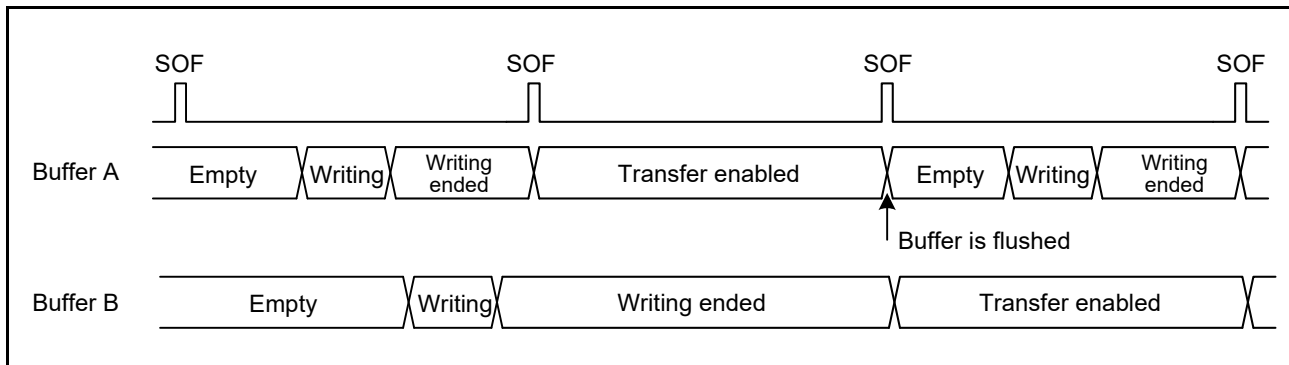 SOF SOF SOF SOF
Buffer A Empty Writing Writing ended Transfer enabled Empty Writing Writing ended
Buffer is flushed
Buffer B Empty Writing Writing ended Transfer enabled